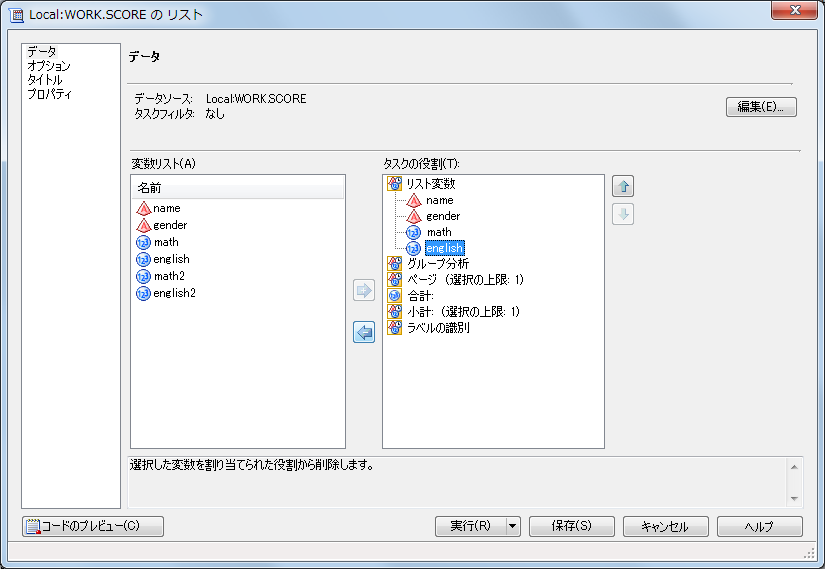 Local:WORK.SCORE の リスト
データ
オプション
タイトル
プロパティ
データ
データソース: Local:WORK.SCORE
タスクフィルタ: なし
編集(E)...
変数リスト(A)
名前
name
gender
math
english
math2
english2
タスクの役割(T):
リスト変数
name
gender
math
english
グループ分析
ページ (選択の上限: 1)
合計:
小計: (選択の上限: 1)
ラベルの識別
選択した変数を割り当てられた役割から削除します。
コードのプレビュー(C)
実行(R)
保存(S)
キャンセル
ヘルプ